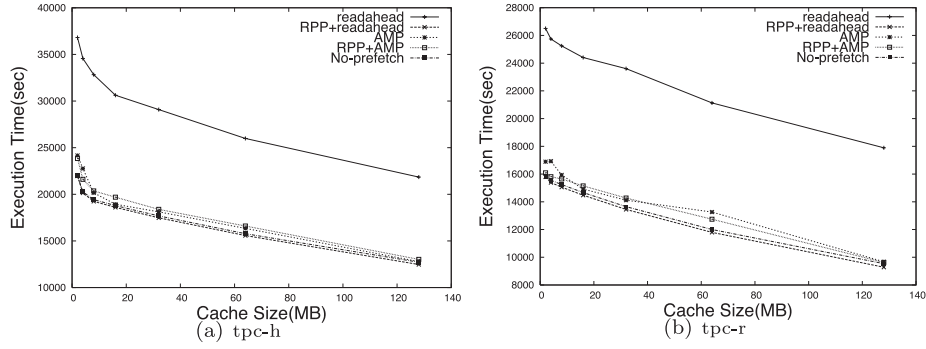 40000
35000
30000
25000
20000
15000
10000
0 20 40 60 80 100 120 140
Execution Time(sec)
Cache Size(MB)
readahead
RPP+readahead
AMP
RPP+AMP
No-prefetch
(a) tpc-h
28000
26000
24000
22000
20000
18000
16000
14000
12000
10000
8000
0 20 40 60 80 100 120 140
Execution Time(sec)
Cache Size(MB)
readahead
RPP+readahead
AMP
RPP+AMP
No-prefetch
(b) tpc-r